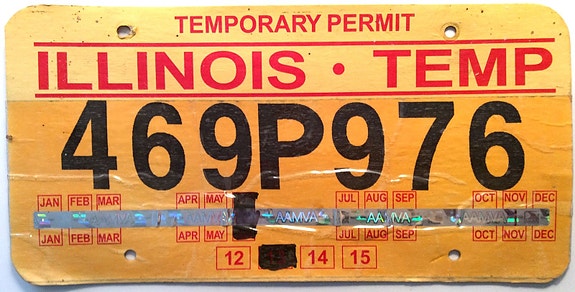 TEMPORARY PERMIT
ILLINOIS · TEMP
469P976
JAN FEB MAR APR MAY JUL AUG SEP OCT NOV DEC
AAMVA AAMVA AAMVA
JAN FEB MAR APR MAY JUL AUG SEP OCT NOV DEC
12 14 15